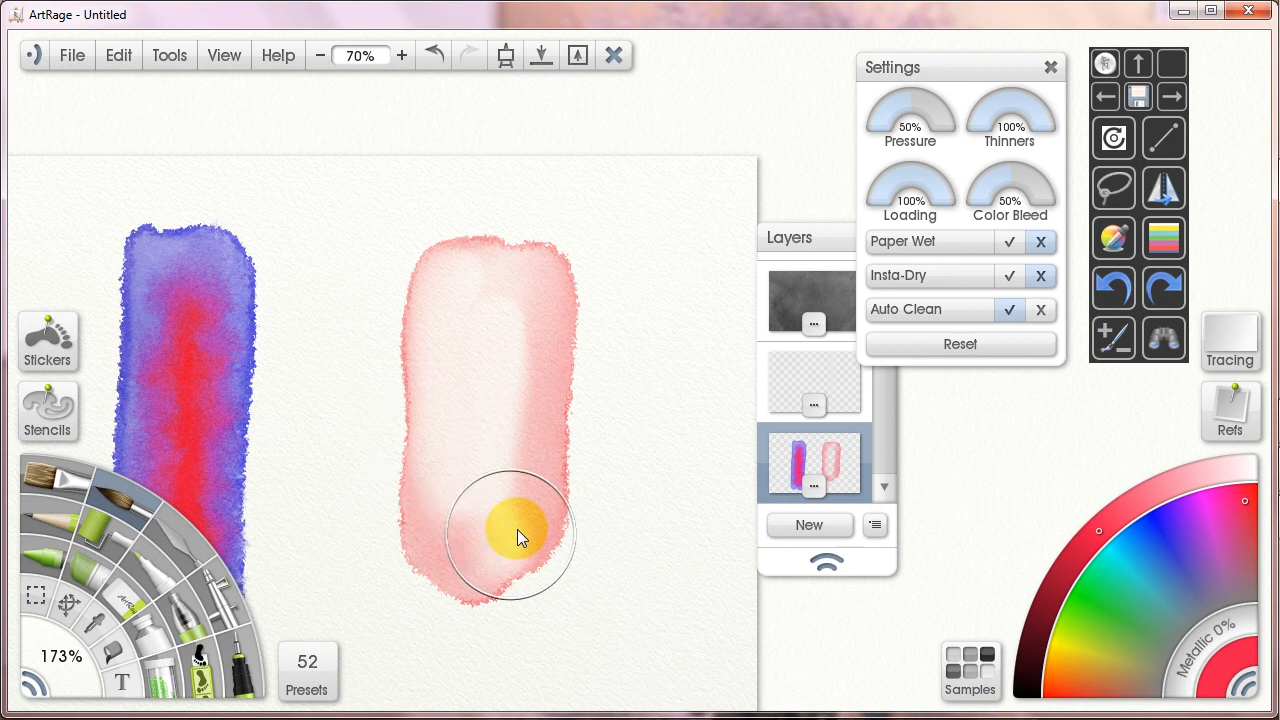 ArtRage - Untitled
File Edit Tools View Help − 70% +
Settings
50% 100%
Pressure Thinners
100% 50%
Loading Color Bleed
Paper Wet
Insta-Dry
Auto Clean
Reset
Layers
New
Stickers
Stencils
Tracing
Refs
ArtRage
173%
T
52
Presets
Samples
Metallic 0%